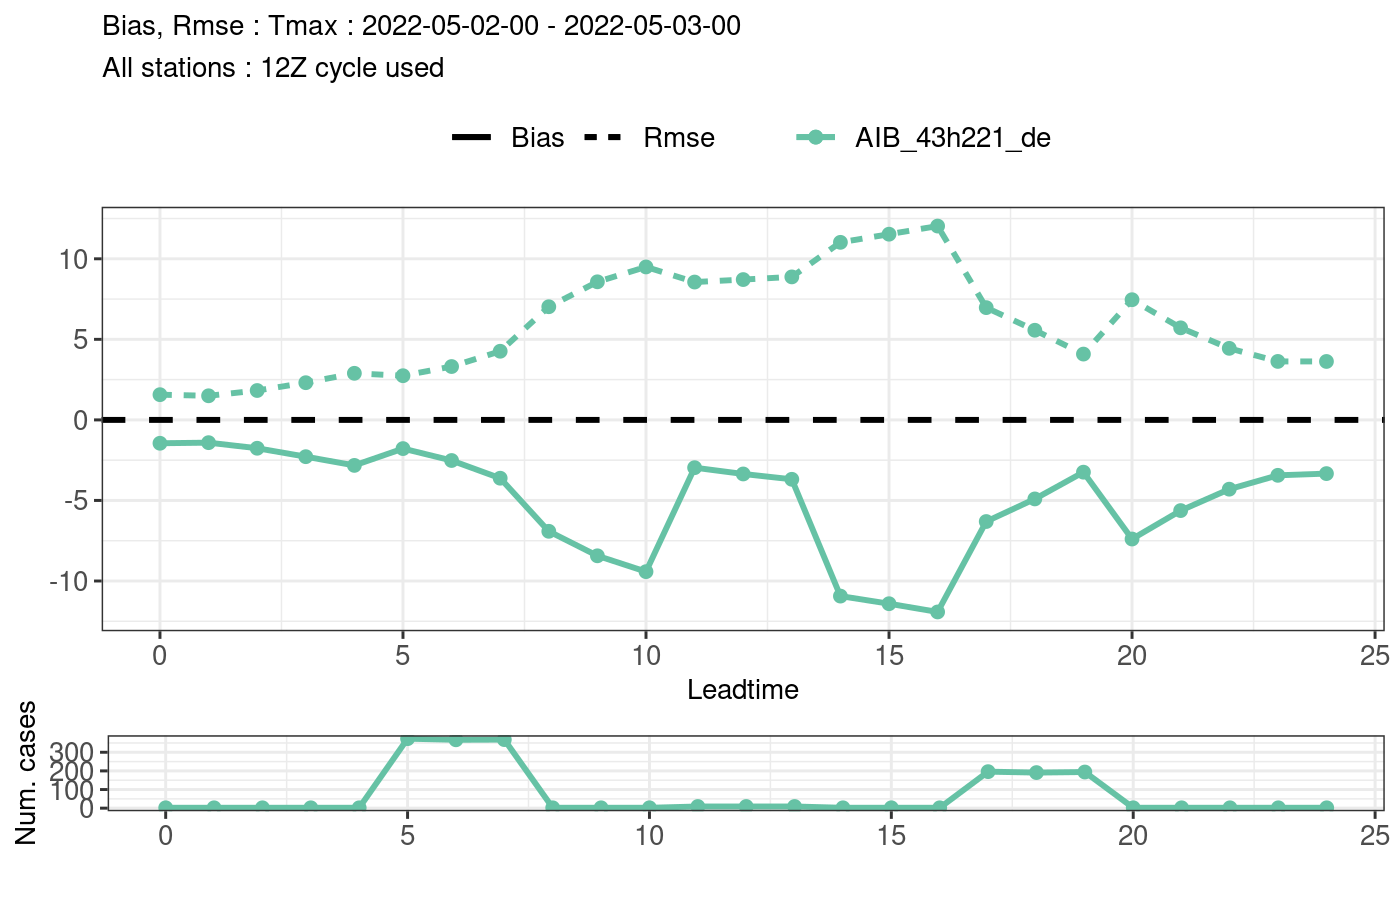 Bias, Rmse : Tmax : 2022-05-02-00 - 2022-05-03-00
All stations : 12Z cycle used
Bias Rmse AIB_43h221_de
10
5
0
-5
-10
0 5 10 15 20 25
Leadtime
Num. cases
300
200
100
0
0 5 10 15 20 25